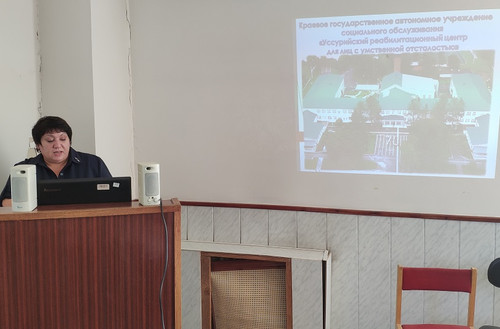 Краевое государственное автономное учреждение
социального обслуживания
«Уссурийский реабилитационный центр
для лиц с умственной отсталостью»